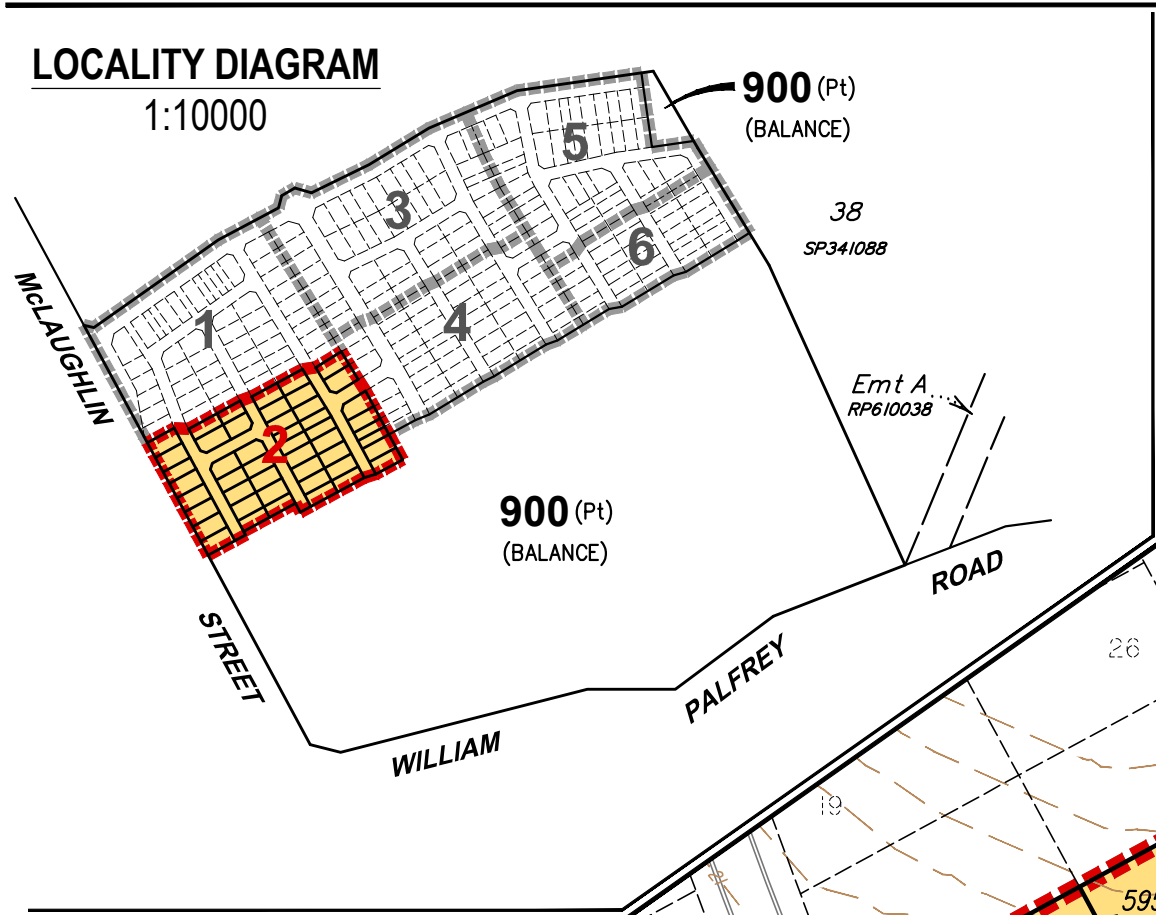 LOCALITY DIAGRAM
1:10000
900 (Pt)
(BALANCE)
5
3
38
SP341088
6
1
4
McLAUGHLIN
Emt A
RP610038
2
900 (Pt)
(BALANCE)
ROAD
STREET
PALFREY
WILLIAM
26
19